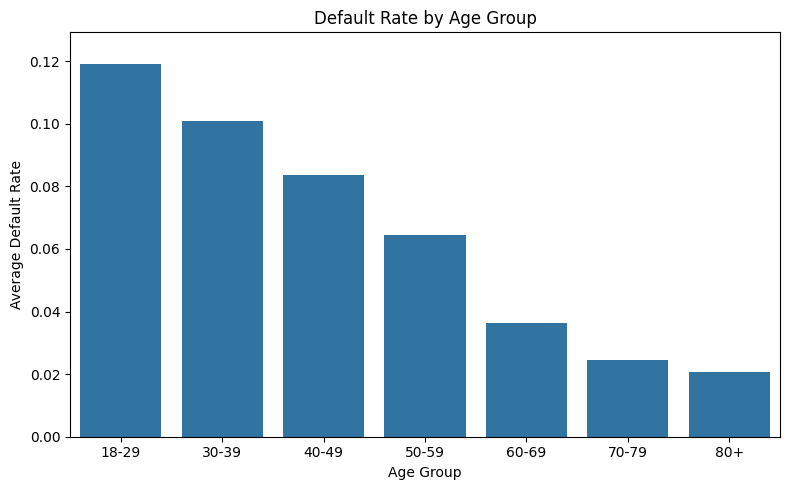 Default Rate by Age Group
Average Default Rate
0.12
0.10
0.08
0.06
0.04
0.02
0.00
18-29 30-39 40-49 50-59 60-69 70-79 80+
Age Group